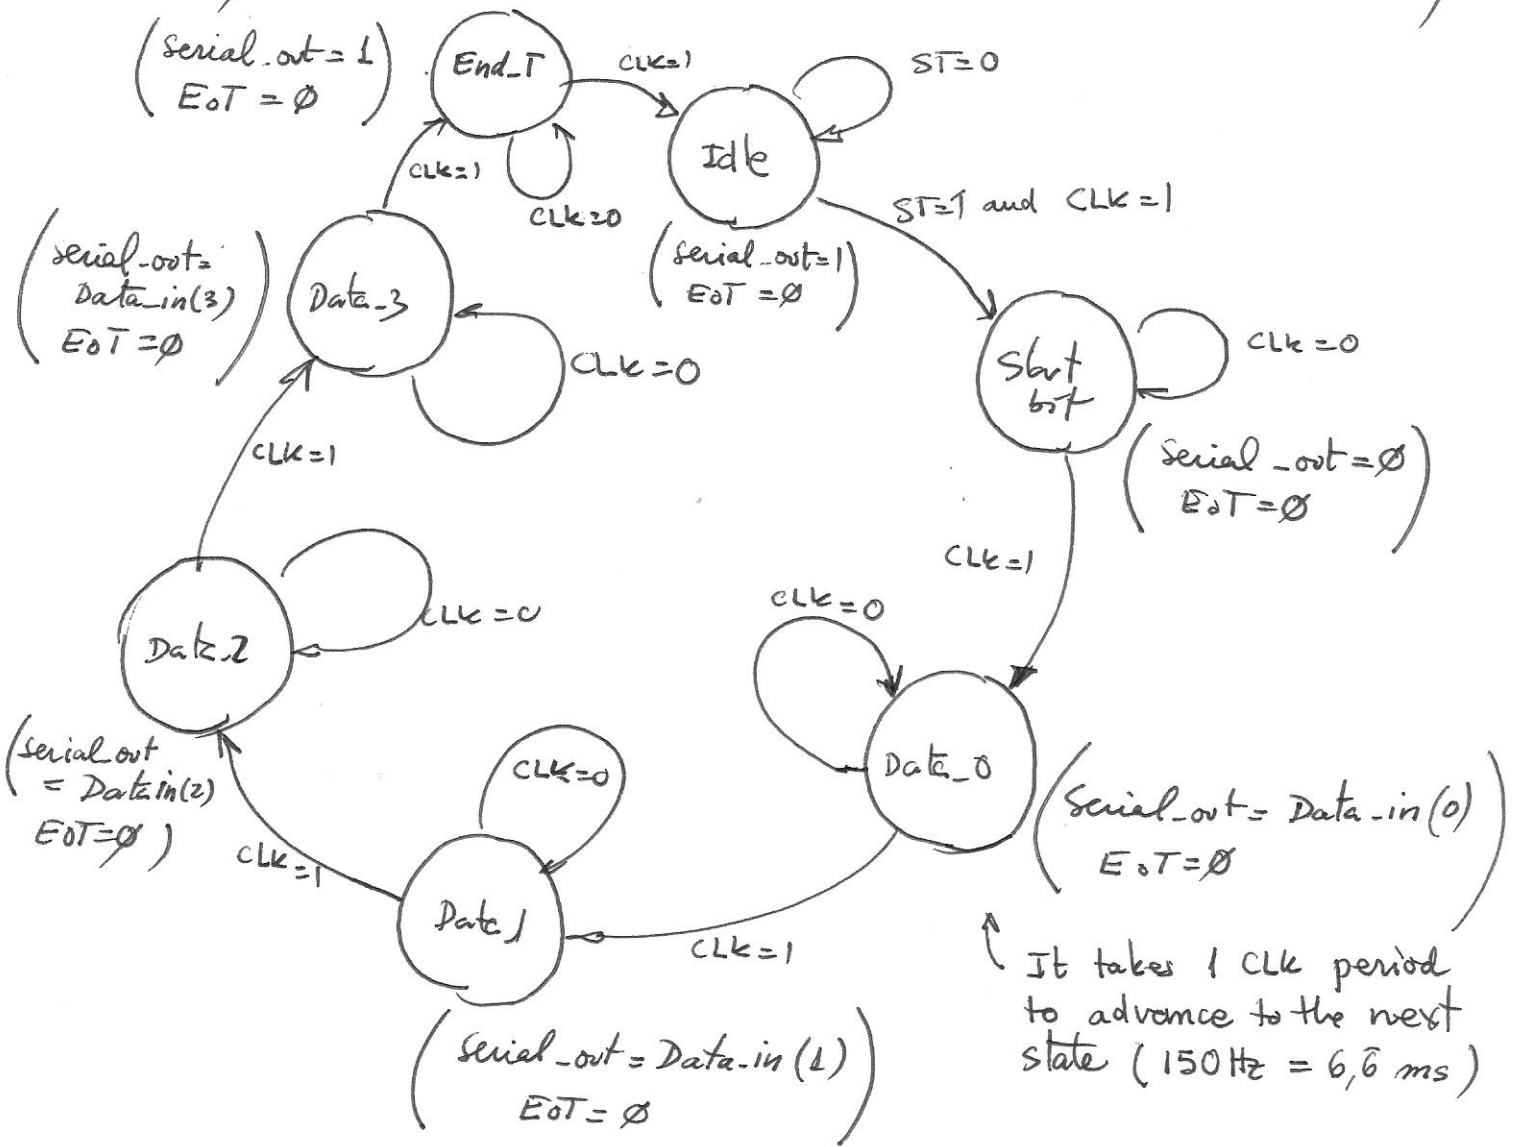 (serial_out = 1
EoT = Ø)
End_T
CLK=1
ST=0
Idle
CLK=1
CLK=0
ST=1 and CLK=1
(serial_out=1
EoT=Ø)
(serial_out=
Data_in(3)
EoT=Ø)
Data_3
CLK=0
Start
bit
CLK=0
(serial_out=Ø
EoT=Ø)
CLK=1
CLK=1
Data_2
CLK=0
CLK=0
(serial_out
= Data in(2)
EOT=Ø)
CLK
=1
CLK=0
Data_0
(serial_out= Data_in(0)
EoT=Ø)
Data_1
CLK=1
It takes 1 CLK period
to advance to the next
state (150Hz = 6,6 ms)
(serial_out=Data_in(1)
EoT=Ø)